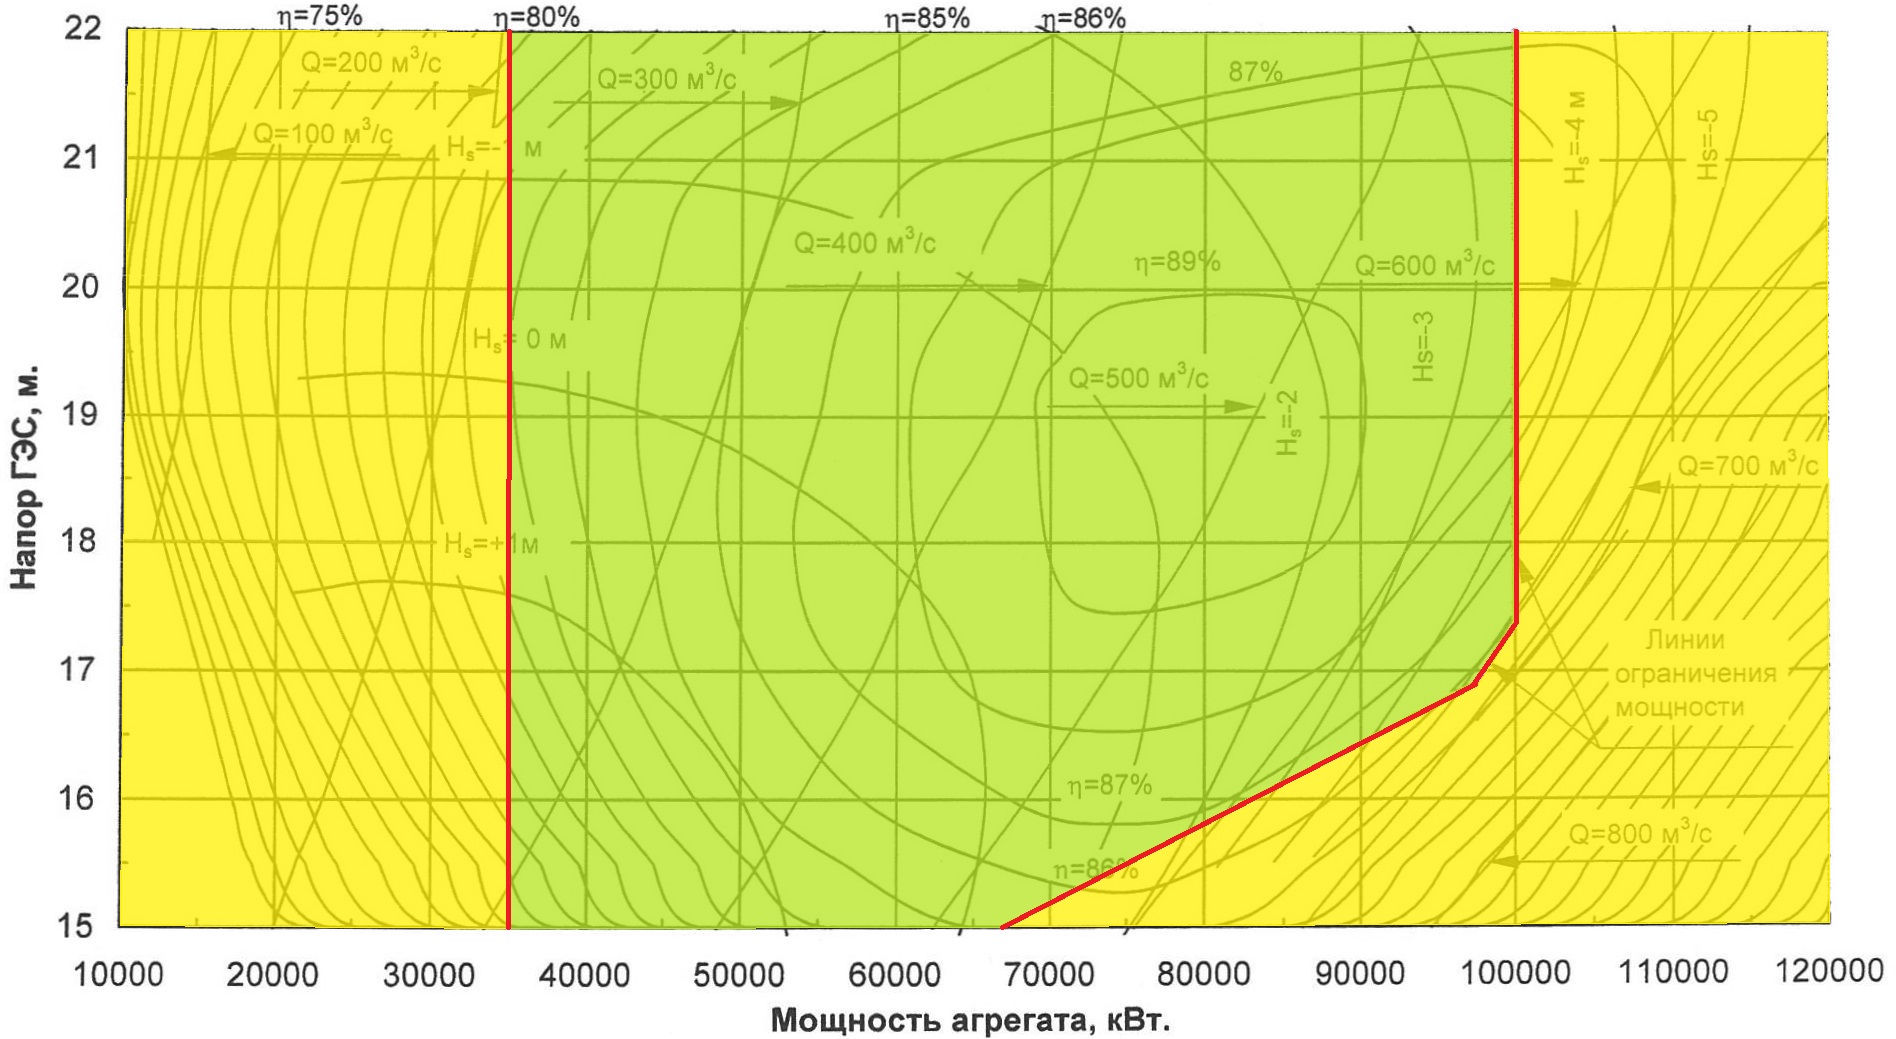 η=75% η=80% η=85% η=86%
22
Q=200 м³/с Q=300 м³/с 87%
Q=100 м³/с Hₛ=- м Hₛ=-4 м Hs=-5
21
Q=400 м³/с η=89% Q=600 м³/с
20
Hₛ= 0 м Hs=-3
Q=500 м³/с Hₛ=-2
19
Q=700 м³/с
18
Hₛ=+1м
Линии
ограничения
мощности
17
16
η=87%
Q=800 м³/с
η=86%
15
Напор ГЭС, м.
10000 20000 30000 40000 50000 60000 70000 80000 90000 100000 110000 120000
Мощность агрегата, кВт.